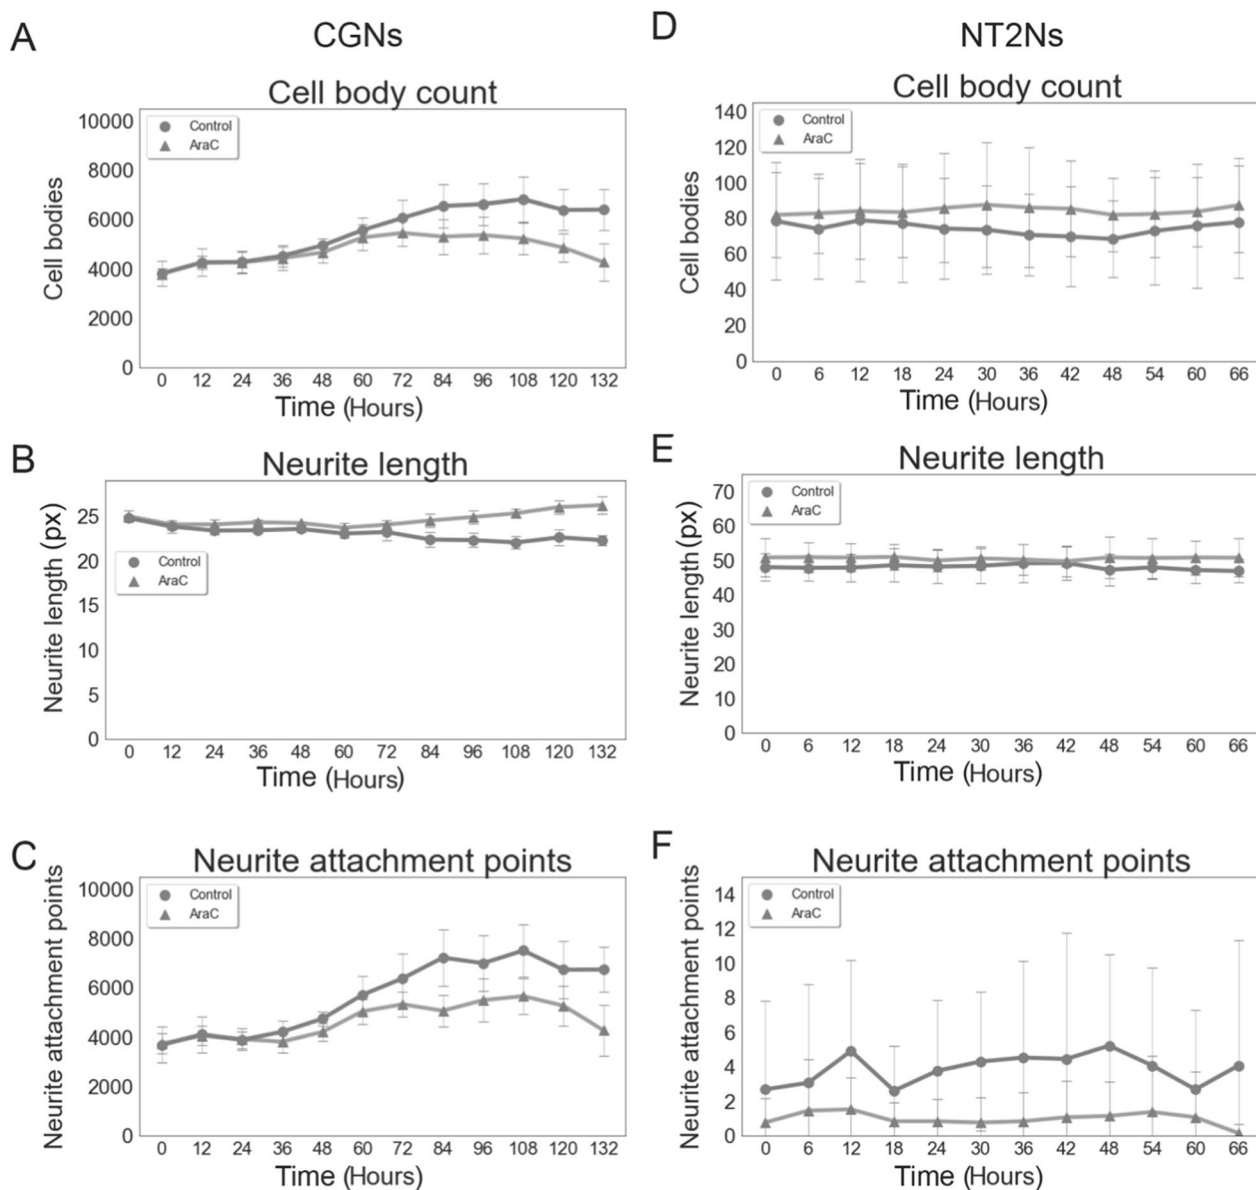 A
CGNs
Cell body count
Control
AraC
Cell bodies
10000
8000
6000
4000
2000
0
0 12 24 36 48 60 72 84 96 108 120 132
Time (Hours)
B
Neurite length
Neurite length (px)
25
20
15
10
5
0
Control
AraC
0 12 24 36 48 60 72 84 96 108 120 132
Time (Hours)
C
Neurite attachment points
Neurite attachment points
10000
8000
6000
4000
2000
0
Control
AraC
0 12 24 36 48 60 72 84 96 108 120 132
Time (Hours)
D
NT2Ns
Cell body count
Cell bodies
140
120
100
80
60
40
20
0
Control
AraC
0 6 12 18 24 30 36 42 48 54 60 66
Time (Hours)
E
Neurite length
Neurite length (px)
70
60
50
40
30
20
10
0
Control
AraC
0 6 12 18 24 30 36 42 48 54 60 66
Time (Hours)
F
Neurite attachment points
Neurite attachment points
14
12
10
8
6
4
2
0
Control
AraC
0 6 12 18 24 30 36 42 48 54 60 66
Time (Hours)